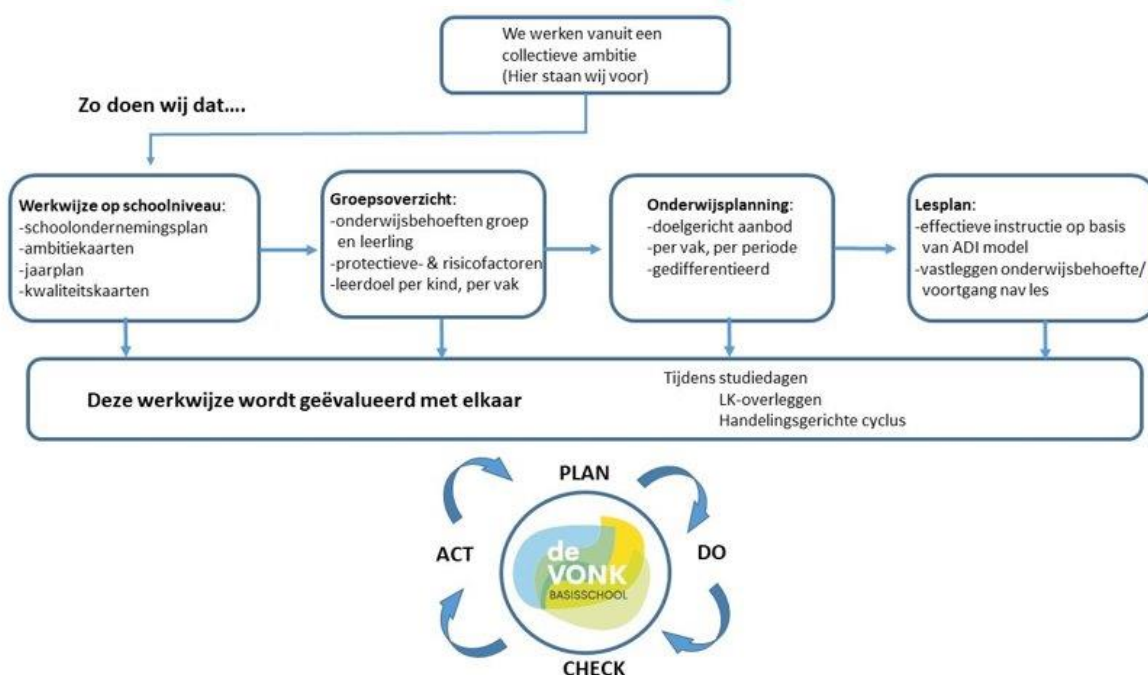 We werken vanuit een
collectieve ambitie
(Hier staan wij voor)
Zo doen wij dat....
Werkwijze op schoolniveau:
-schoolondernemingsplan
-ambitiekaarten
-jaarplan
-kwaliteitskaarten
Groepsoverzicht:
-onderwijsbehoeften groep
en leerling
-protectieve- & risicofactoren
-leerdoel per kind, per vak
Onderwijsplanning:
-doelgericht aanbod
-per vak, per periode
-gedifferentieerd
Lesplan:
-effectieve instructie op basis
van ADI model
-vastleggen onderwijsbehoefte/
voortgang nav les
Deze werkwijze wordt geëvalueerd met elkaar
Tijdens studiedagen
LK-overleggen
Handelingsgerichte cyclus
PLAN
ACT
de
VONK
BASISSCHOOL
DO
CHECK